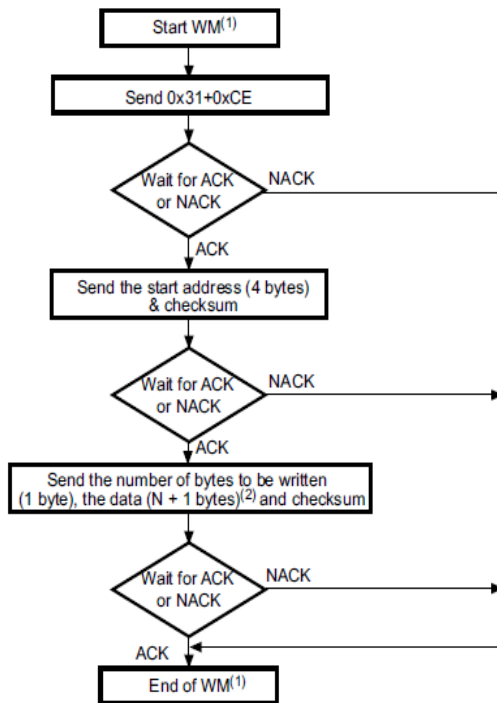 Start WM(1)
Send 0x31+0xCE
Wait for ACK
or NACK
NACK
ACK
Send the start address (4 bytes)
& checksum
Wait for ACK
or NACK
NACK
ACK
Send the number of bytes to be written
(1 byte), the data (N + 1 bytes)(2) and checksum
Wait for ACK
or NACK
NACK
ACK
End of WM(1)